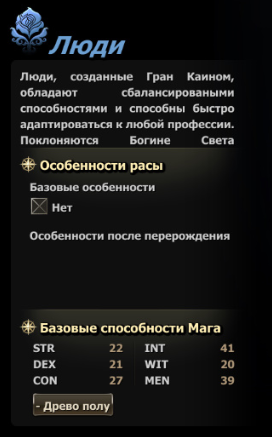 Люди
Люди, созданные Гран Каином,
обладают сбалансироваными
способностями и способны быстро
адаптироваться к любой профессии.
Поклоняются Богине Света
Особенности расы
Базовые особенности
Нет
Особенности после перерождения
Базовые способности Мага
STR 22 INT 41
DEX 21 WIT 20
CON 27 MEN 39
- Древо полу